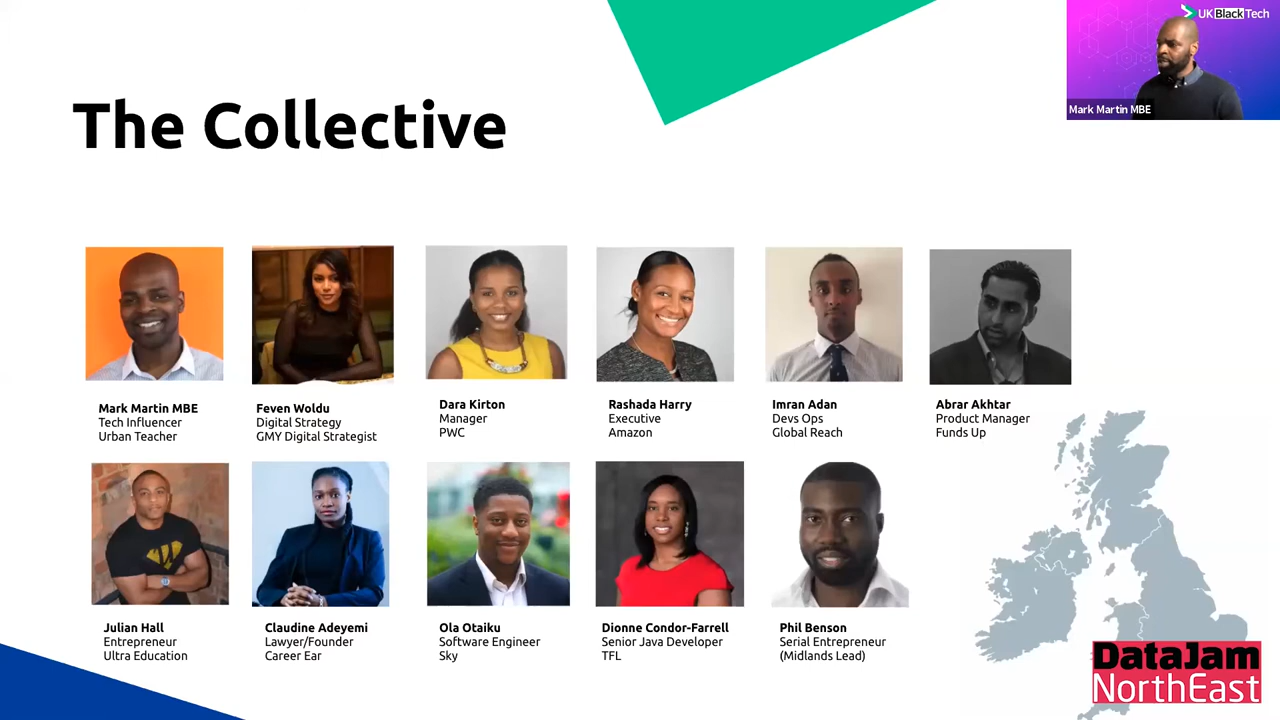 UKBlackTech
Mark Martin MBE
The Collective
Mark Martin MBE
Tech Influencer
Urban Teacher
Feven Woldu
Digital Strategy
GMY Digital Strategist
Dara Kirton
Manager
PWC
Rashada Harry
Executive
Amazon
Imran Adan
Devs Ops
Global Reach
Abrar Akhtar
Product Manager
Funds Up
Julian Hall
Entrepreneur
Ultra Education
Claudine Adeyemi
Lawyer/Founder
Career Ear
Ola Otaiku
Software Engineer
Sky
Dionne Condor-Farrell
Senior Java Developer
TFL
Phil Benson
Serial Entrepreneur
(Midlands Lead)
DataJam
NorthEast